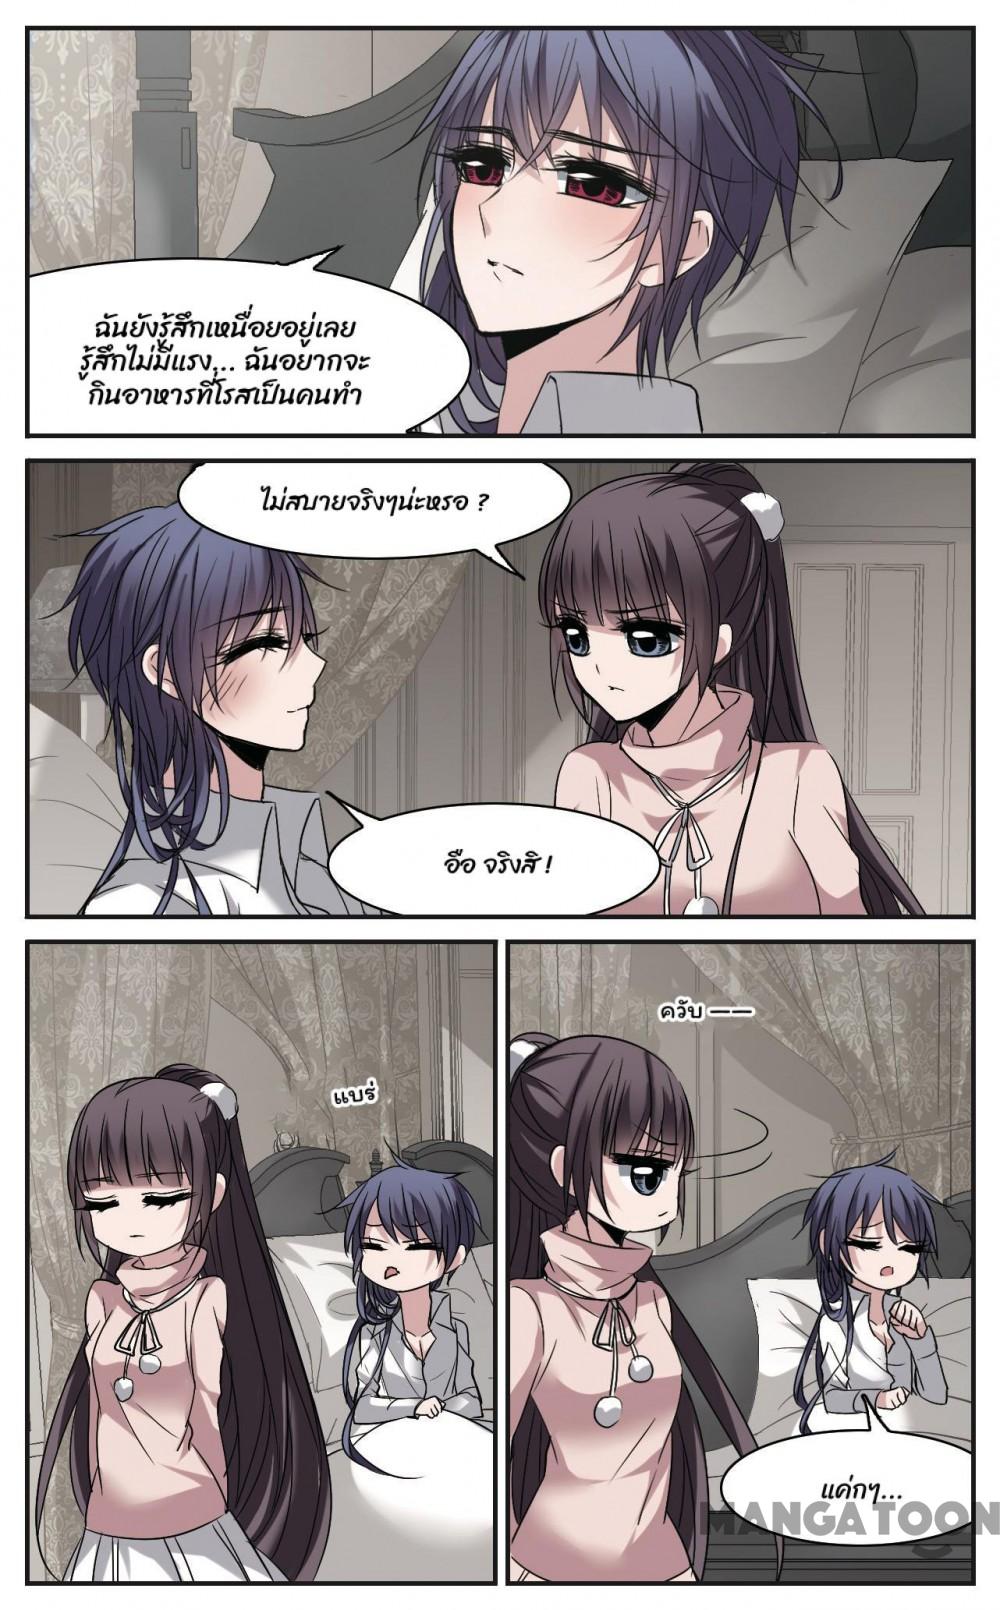 ฉันยังรู้สึกเหนื่อยอยู่เลย
รู้สึกไม่มีแรง... ฉันอยากจะ
กินอาหารที่โรสเป็นคนทำ
ไม่สบายจริงๆน่ะหรอ ?
อือ จริงสิ !
แบร่
ควับ ——
แค่กๆ...
MANGATOON